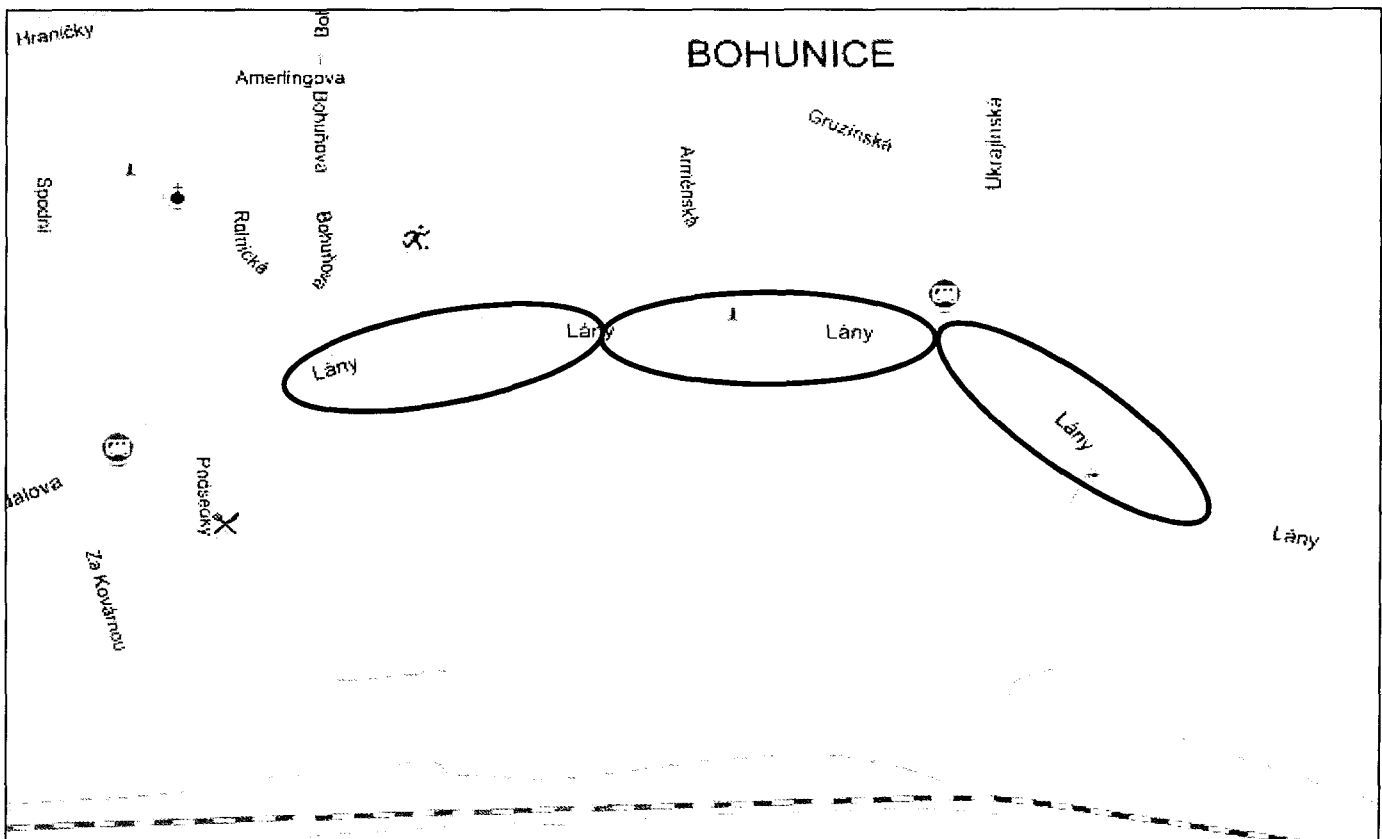 Hraničky
BOHUNICE
Amerlingova
Bohuňova
Gruzínská
Ukrajinská
Arménská
Spodní
Rolnická
Bohuňova
Lány
Lány
Lány
Lány
Podsedky
Lány
Za Kovárnou